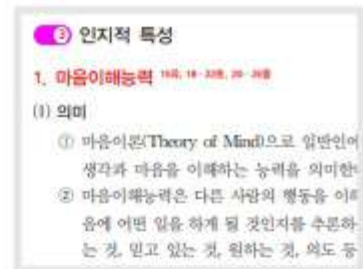 ③ 인지적 특성
1. 마음이해능력
(1) 의미
① 마음이론(Theory of Mind)으로 일반인에
생각과 마음을 이해하는 능력을 의미한
② 마음이해능력은 다른 사람의 행동을 이
음에 어떤 일을 하게 될 것인지를 추론하
는 것, 믿고 있는 것, 원하는 것, 의도 등